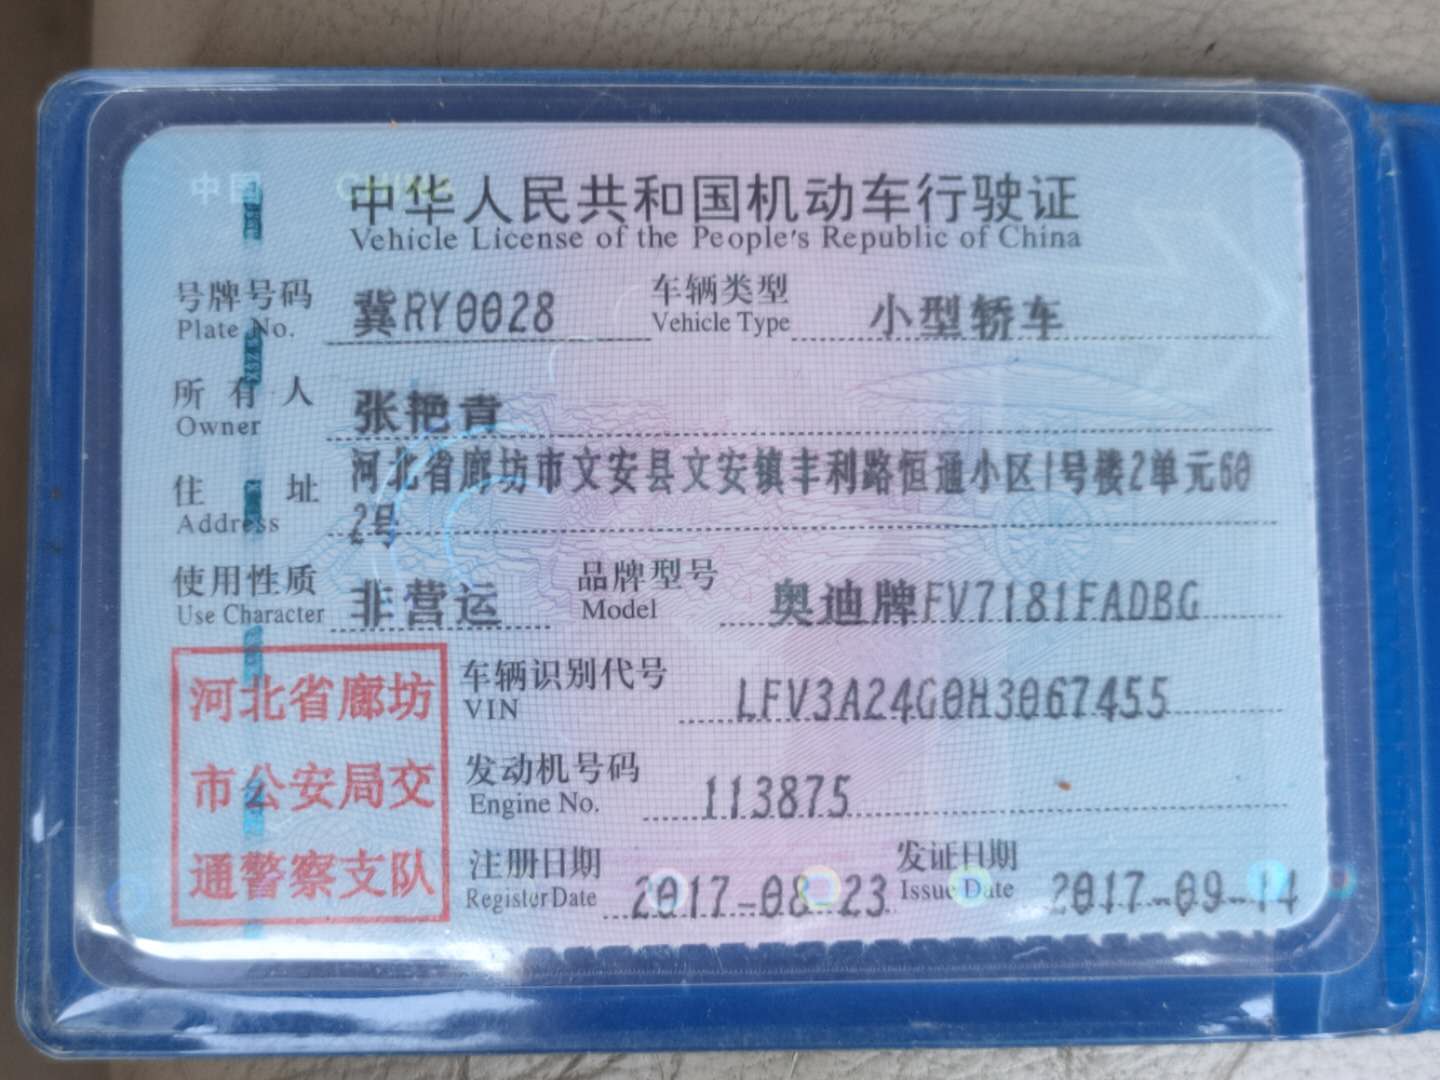 中国 CHINA
中华人民共和国机动车行驶证
Vehicle License of the People's Republic of China
号牌号码 冀RY0028 车辆类型 小型轿车
Plate No. Vehicle Type
所有人 张艳青
Owner
住址 河北省廊坊市文安县文安镇丰利路恒通小区1号楼2单元60
Address 2号
使用性质 非营运 品牌型号 奥迪牌FV7181FADBG
Use Character Model
河北省廊坊
市公安局交
通警察支队
车辆识别代号 LFV3A24G0H3067455
VIN
发动机号码 113875
Engine No.
注册日期 2017-08-23 发证日期 2017-09-14
Register Date Issue Date